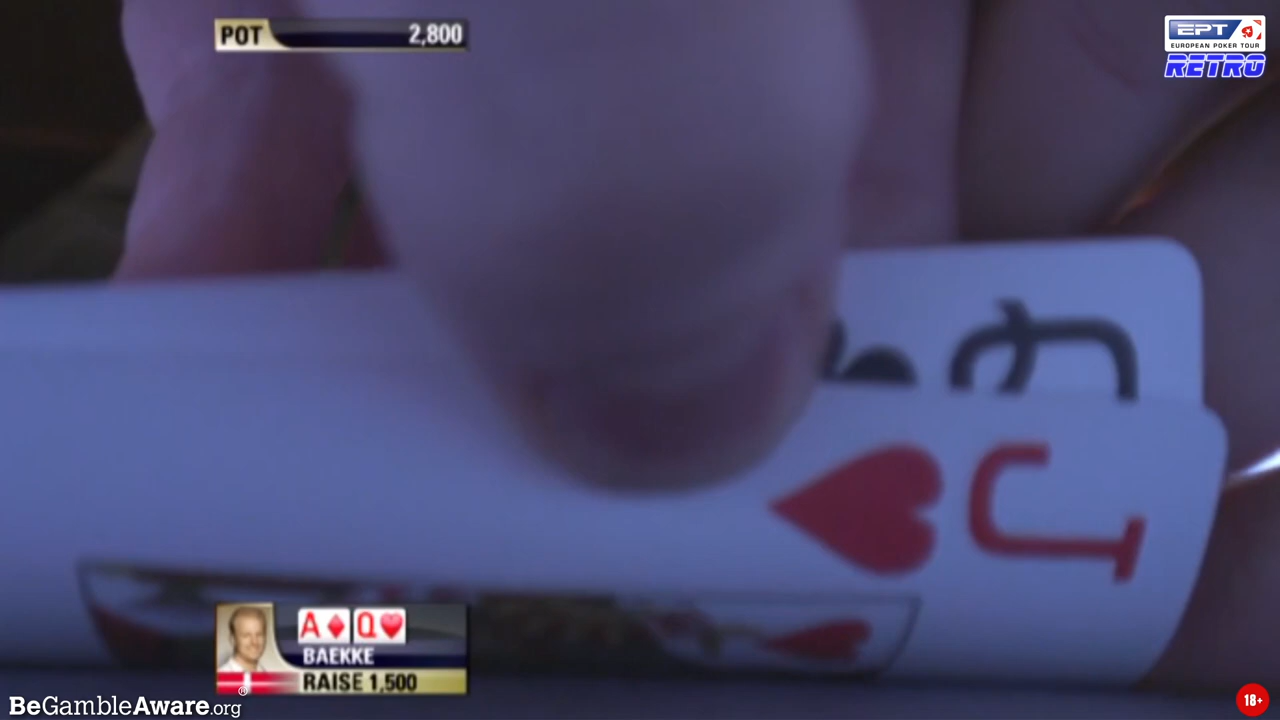 POT 2,800
EPT
EUROPEAN POKER TOUR
RETRO
J
A Q
BAEKKE
RAISE 1,500
BeGambleAware.org®
18+